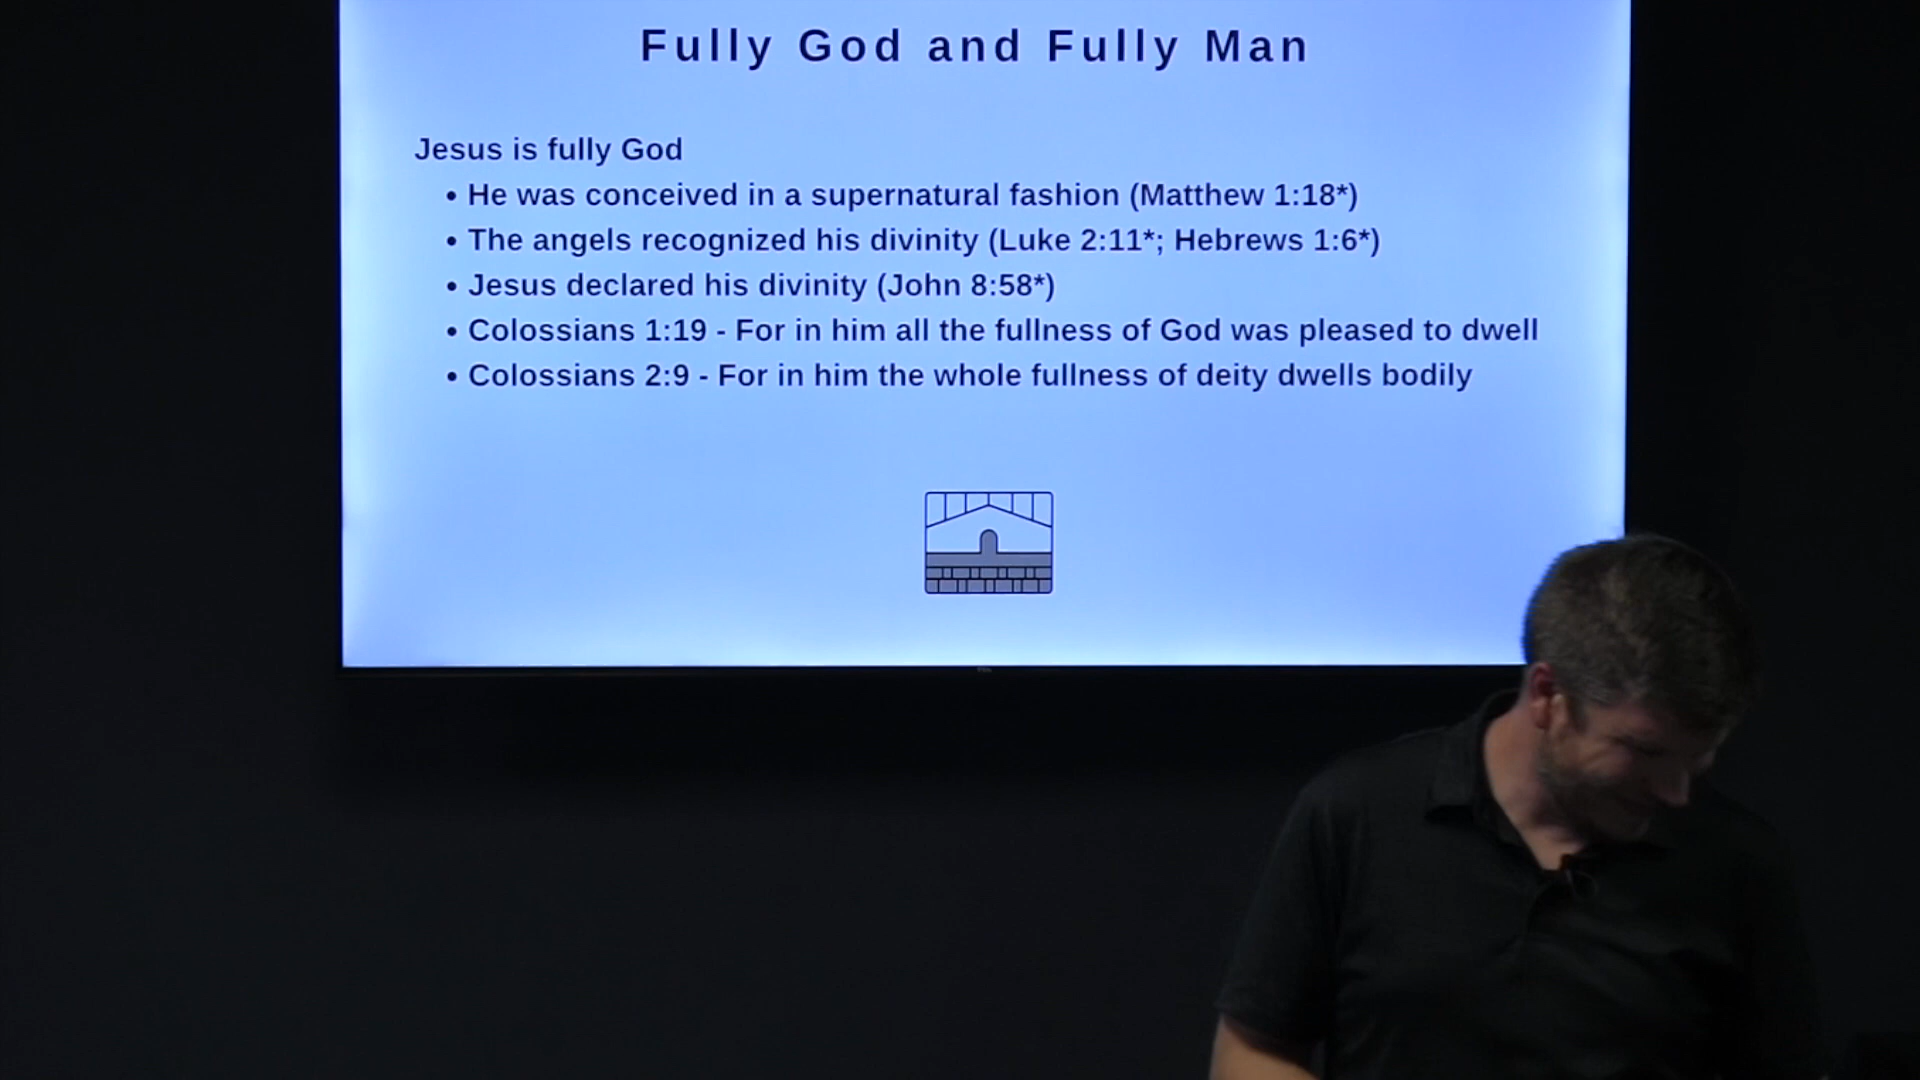 Fully God and Fully Man
Jesus is fully God
• He was conceived in a supernatural fashion (Matthew 1:18*)
• The angels recognized his divinity (Luke 2:11*; Hebrews 1:6*)
• Jesus declared his divinity (John 8:58*)
• Colossians 1:19 - For in him all the fullness of God was pleased to dwell
• Colossians 2:9 - For in him the whole fullness of deity dwells bodily